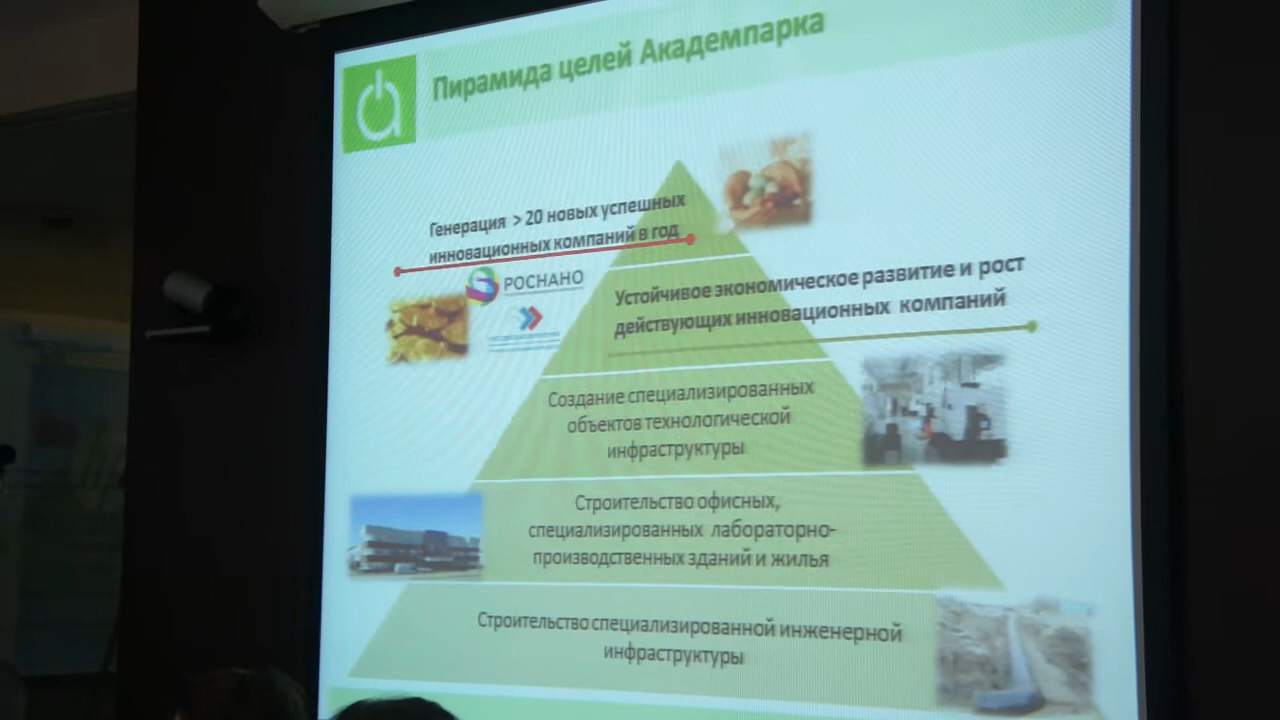 Пирамида целей Академпарка
Генерация > 20 новых успешных
инновационных компаний в год
РОСНАНО
Устойчивое экономическое развитие и рост
действующих инновационных компаний
Создание специализированных
объектов технологической
инфраструктуры
Строительство офисных,
специализированных лабораторно-
производственных зданий и жилья
Строительство специализированной инженерной
инфраструктуры